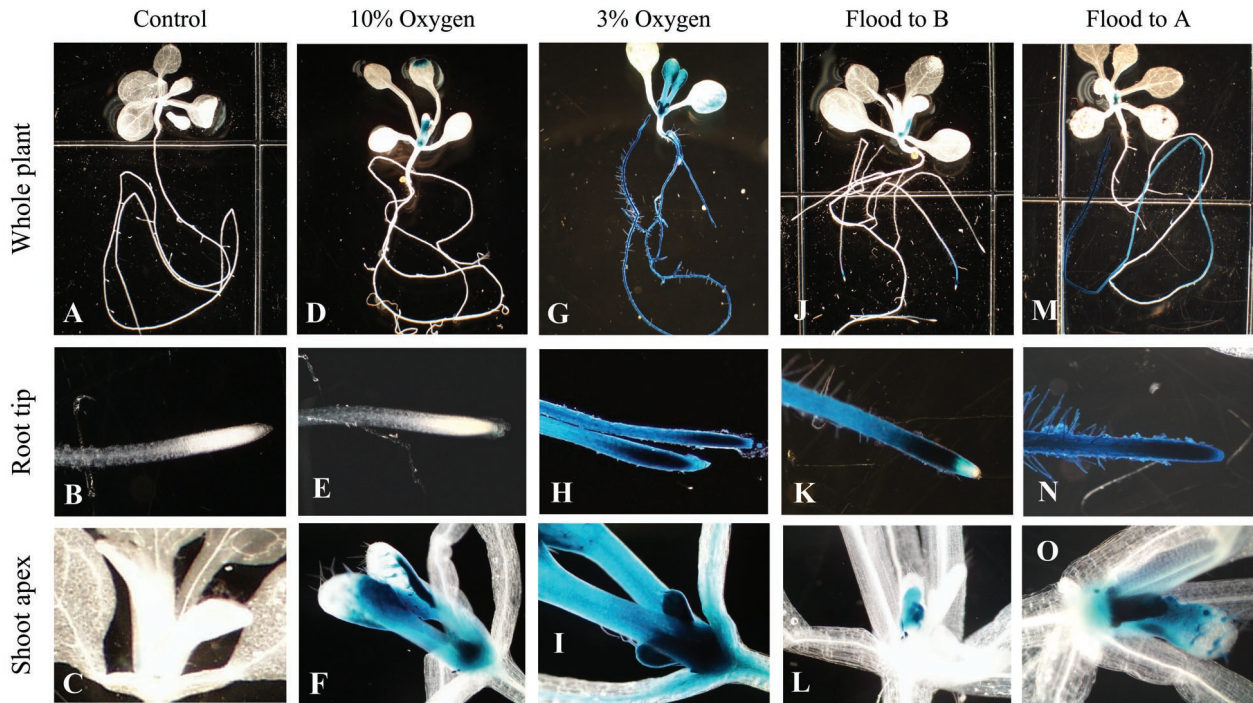 Control 10% Oxygen 3% Oxygen Flood to B Flood to A
Whole plant
A D G J M
Root tip
B E H K N
Shoot apex
C F I L O